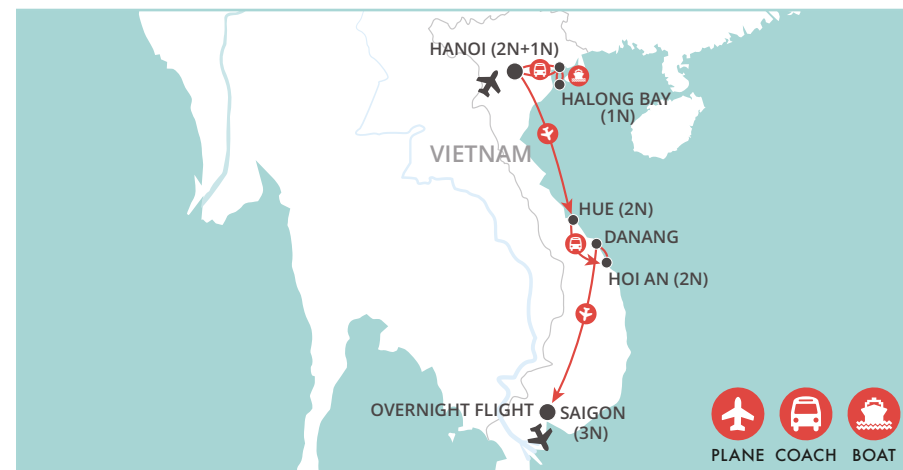 HANOI (2N+1N)
HALONG BAY
(1N)
VIETNAM
HUE (2N)
DANANG
HOI AN (2N)
OVERNIGHT FLIGHT
SAIGON
(3N)
PLANE
COACH
BOAT